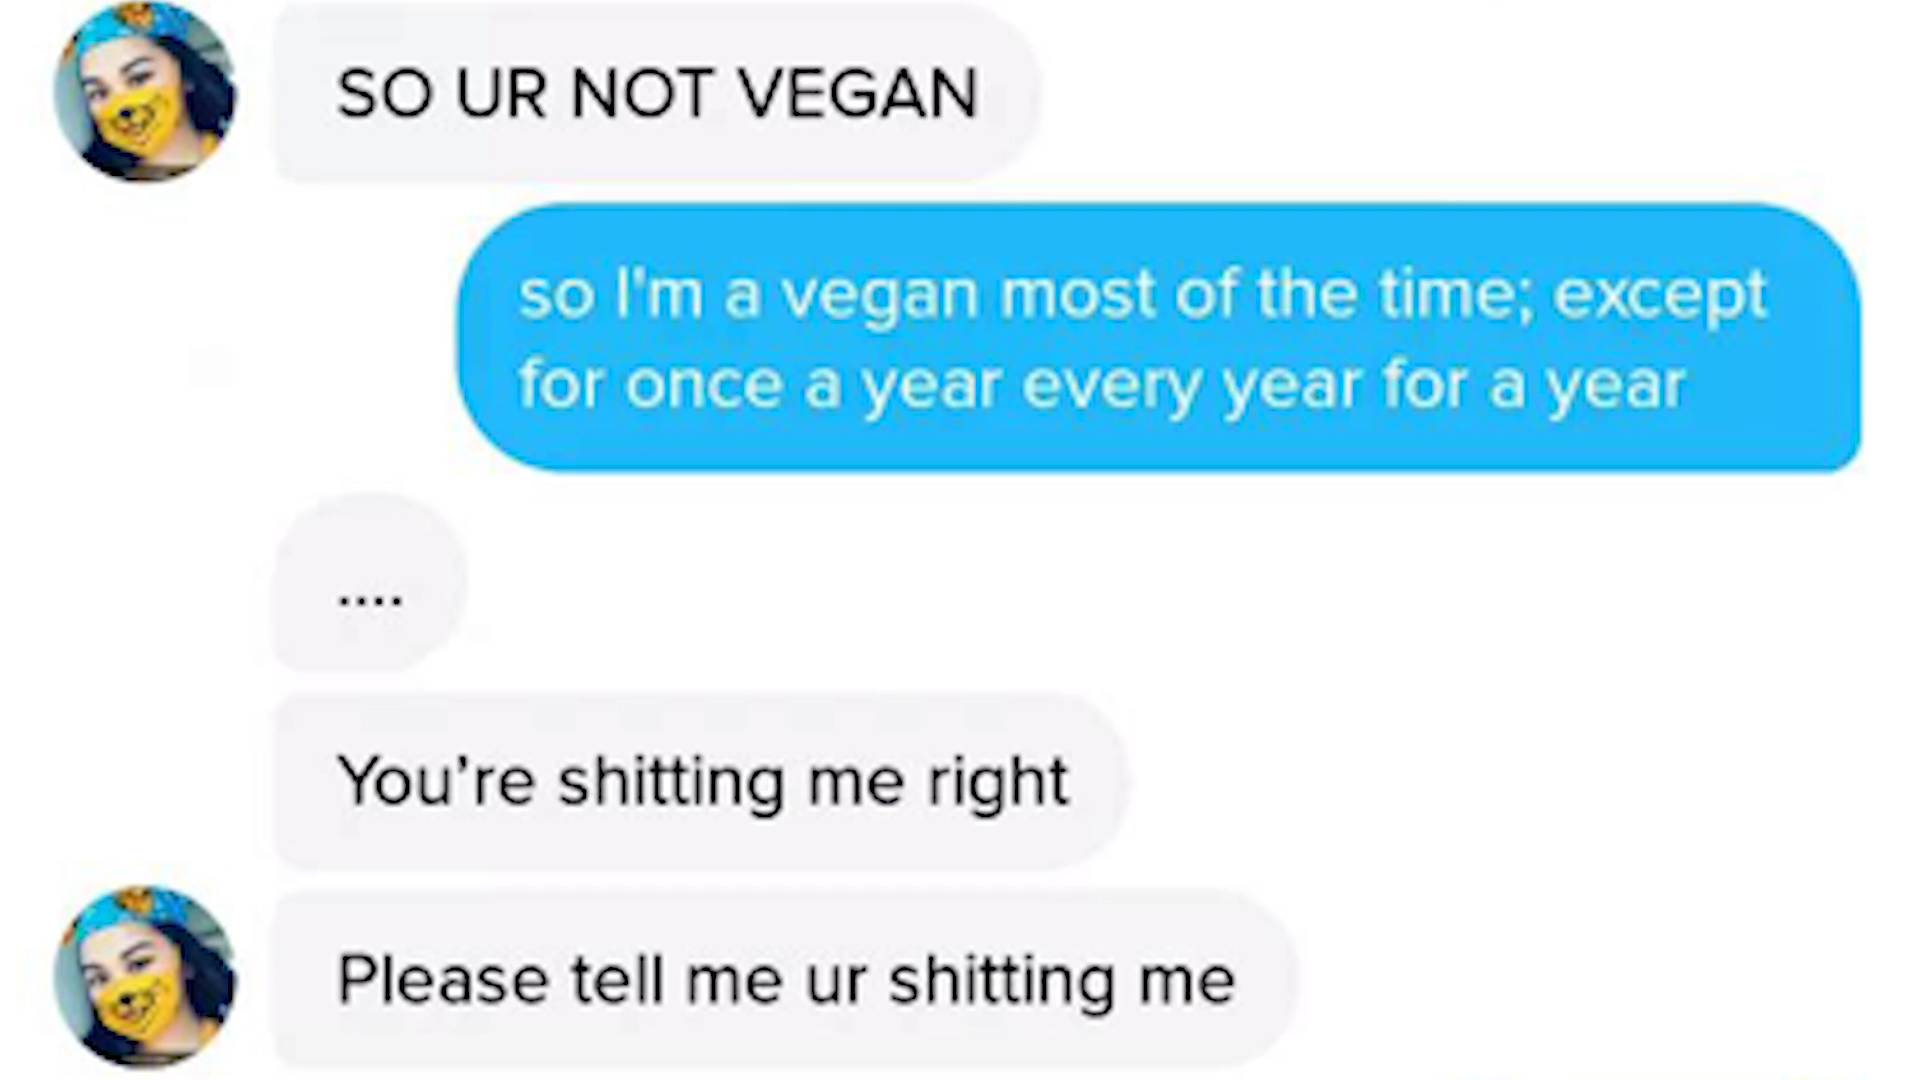 SO UR NOT VEGAN
so I'm a vegan most of the time; except
for once a year every year for a year
....
You’re shitting me right
Please tell me ur shitting me